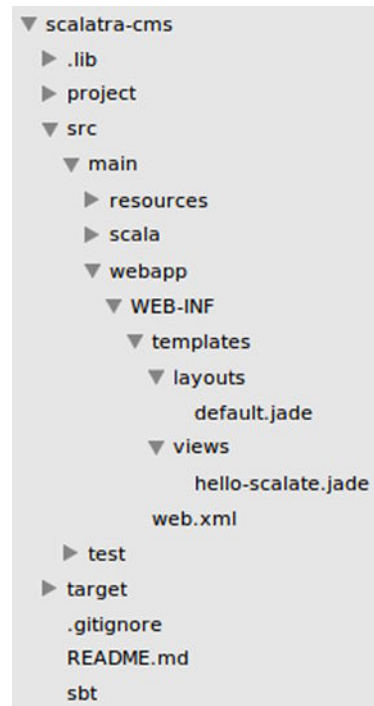 scalatra-cms
.lib
project
src
main
resources
scala
webapp
WEB-INF
templates
layouts
default.jade
views
hello-scalate.jade
web.xml
test
target
.gitignore
README.md
sbt